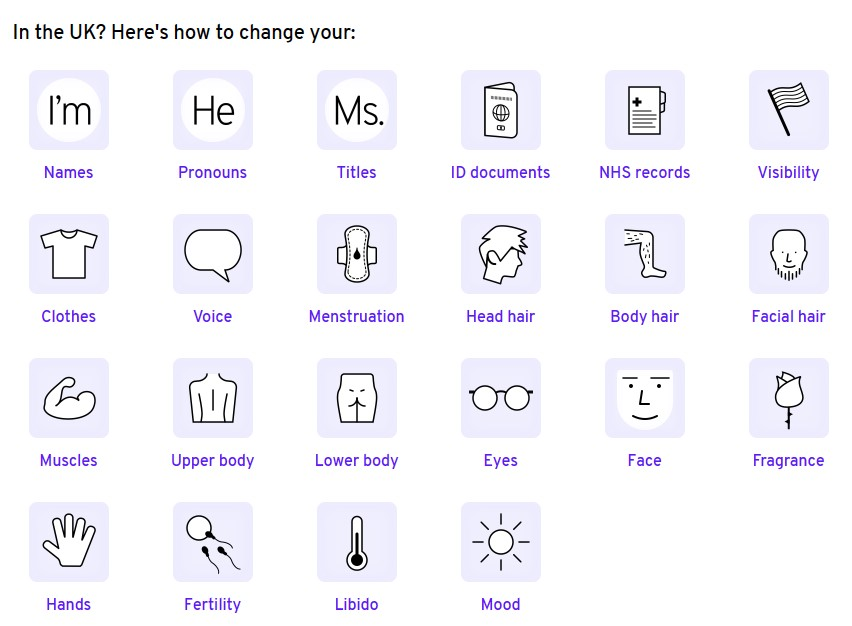 In the UK? Here's how to change your:
I'm
He
Ms.
Names
Pronouns
Titles
ID documents
NHS records
Visibility
Clothes
Voice
Menstruation
Head hair
Body hair
Facial hair
Muscles
Upper body
Lower body
Eyes
Face
Fragrance
Hands
Fertility
Libido
Mood